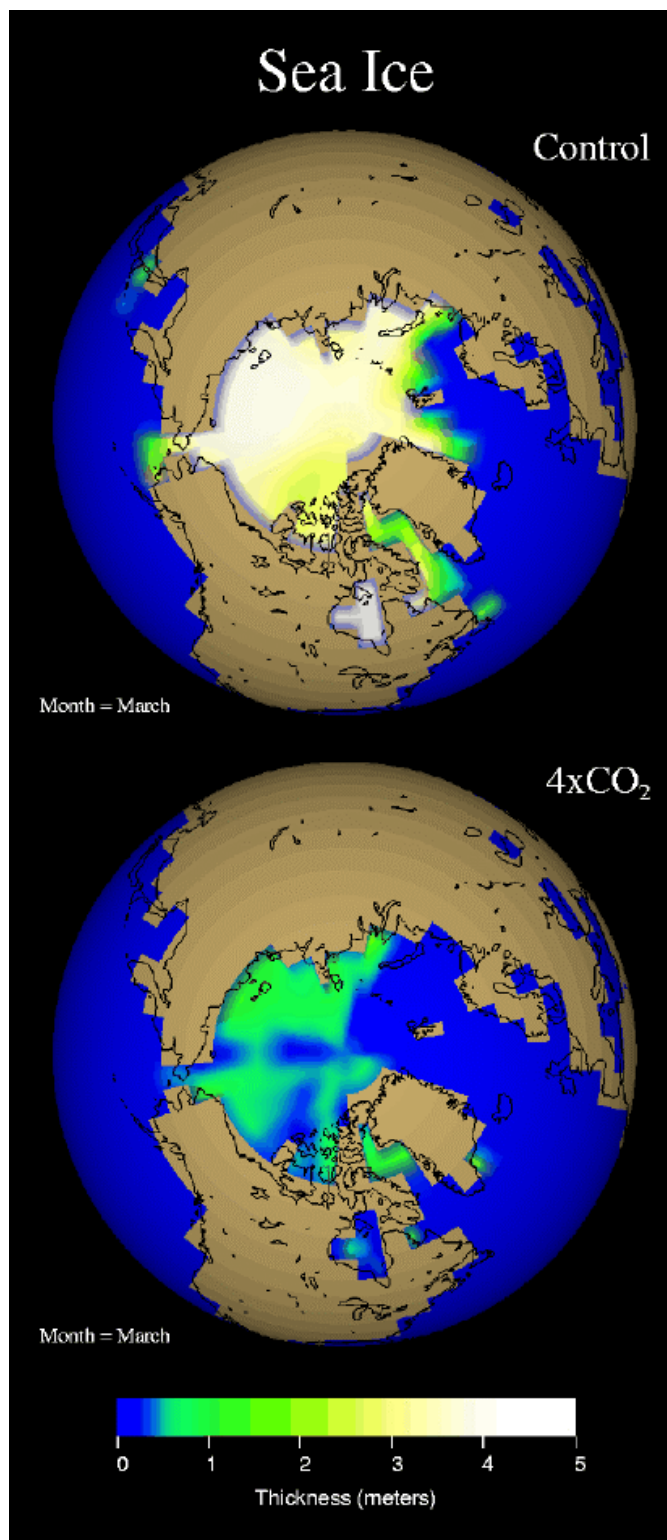 Sea Ice
Control
Month = March
4xCO₂
Month = March
0 1 2 3 4 5
Thickness (meters)